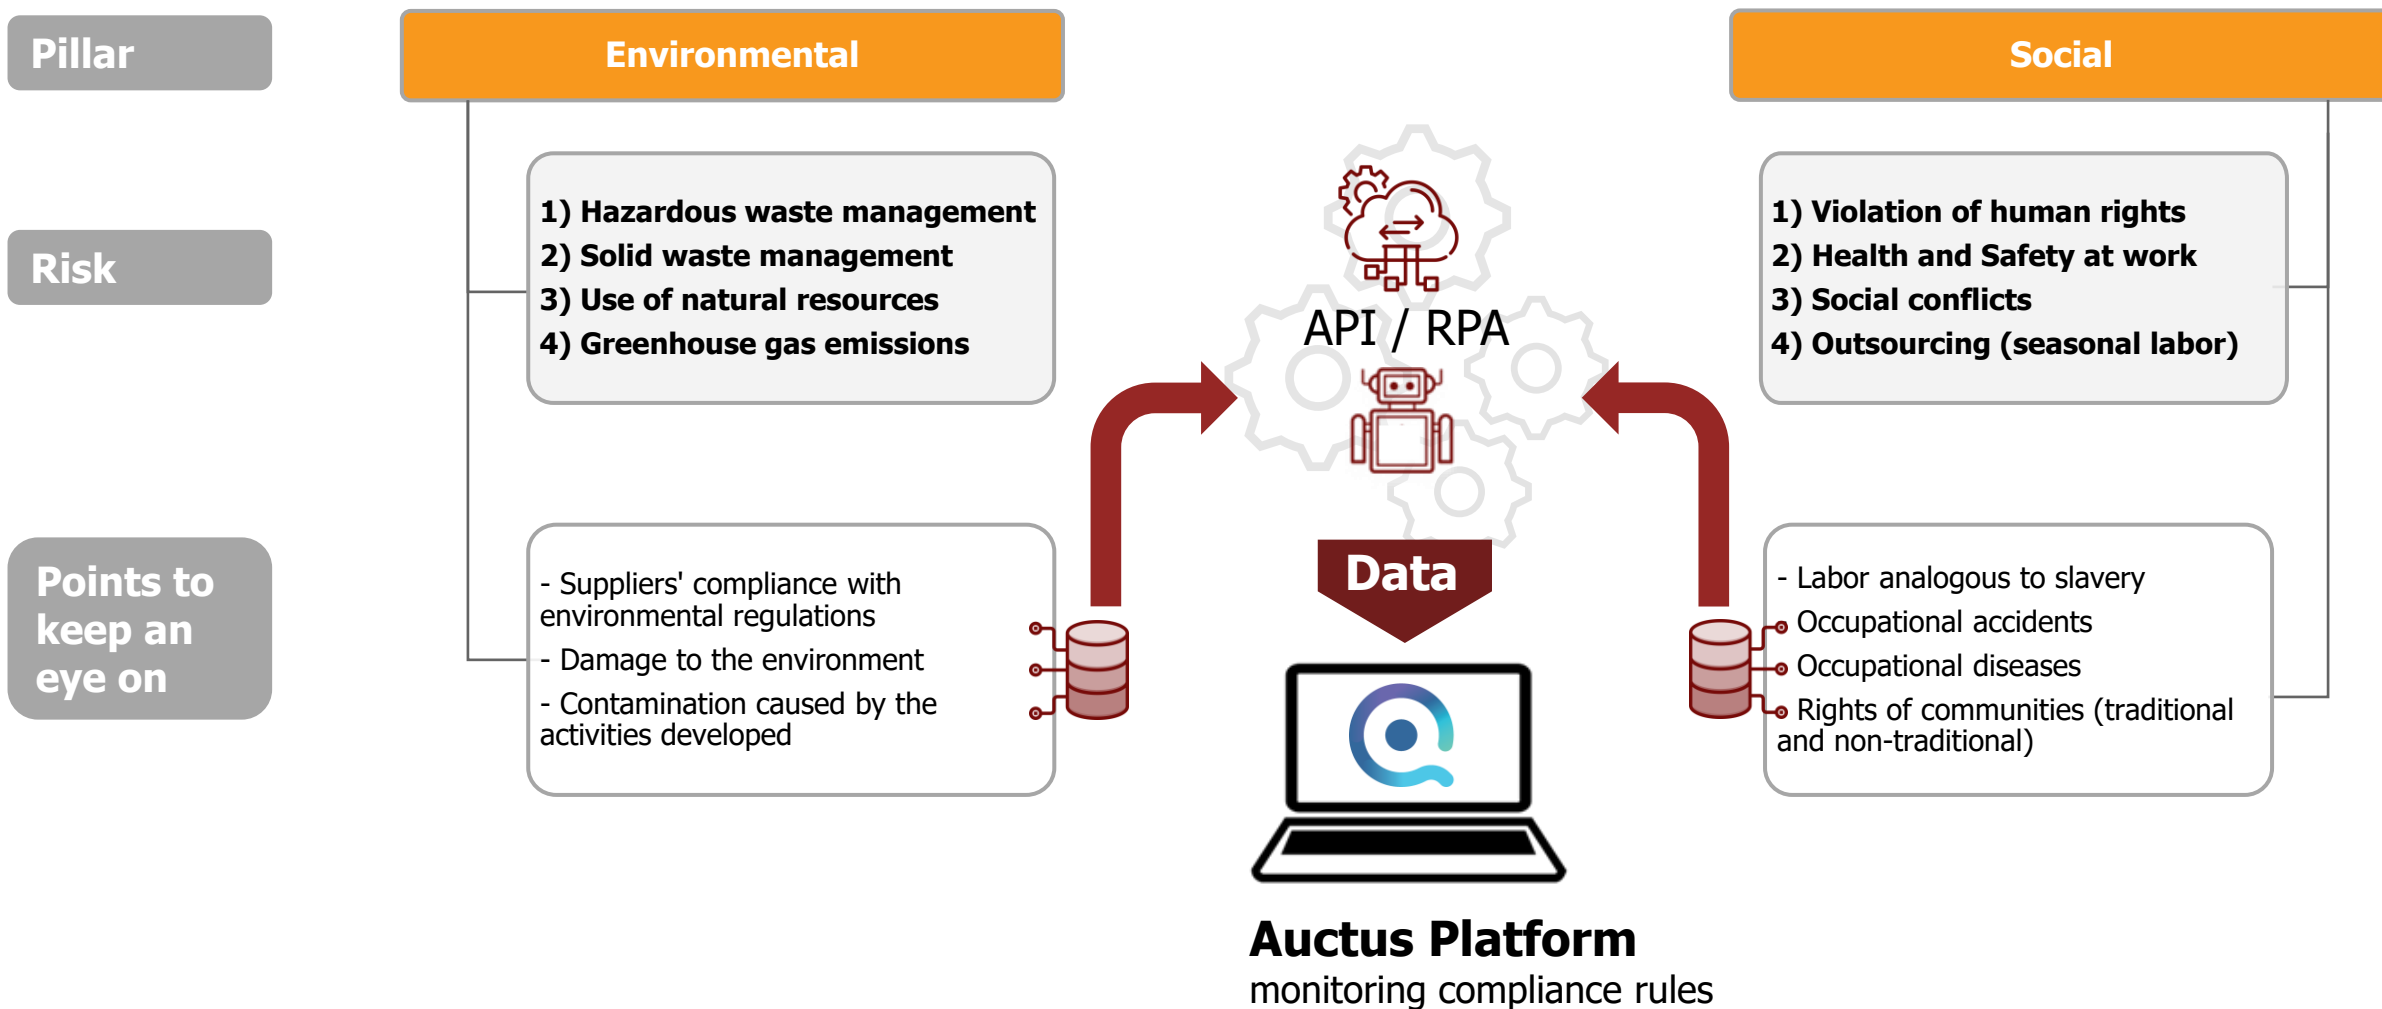 Pillar
Environmental
Social
Risk
1) Hazardous waste management
2) Solid waste management
3) Use of natural resources
4) Greenhouse gas emissions
API / RPA
1) Violation of human rights
2) Health and Safety at work
3) Social conflicts
4) Outsourcing (seasonal labor)
Points to
keep an
eye on
- Suppliers' compliance with
environmental regulations
- Damage to the environment
- Contamination caused by the
activities developed
Data
- Labor analogous to slavery
Occupational accidents
Occupational diseases
Rights of communities (traditional
and non-traditional)
Auctus Platform
monitoring compliance rules